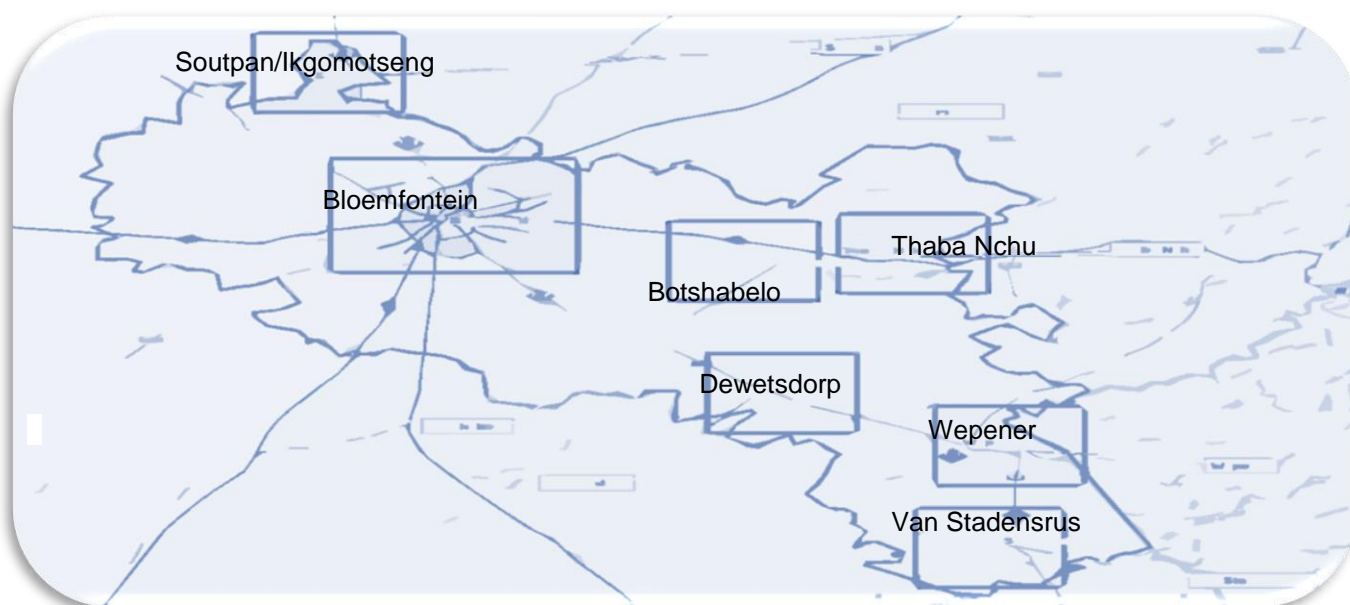 Soutpan/Ikgomotseng
Bloemfontein
Thaba Nchu
Botshabelo
Dewetsdorp
Wepener
Van Stadensrus